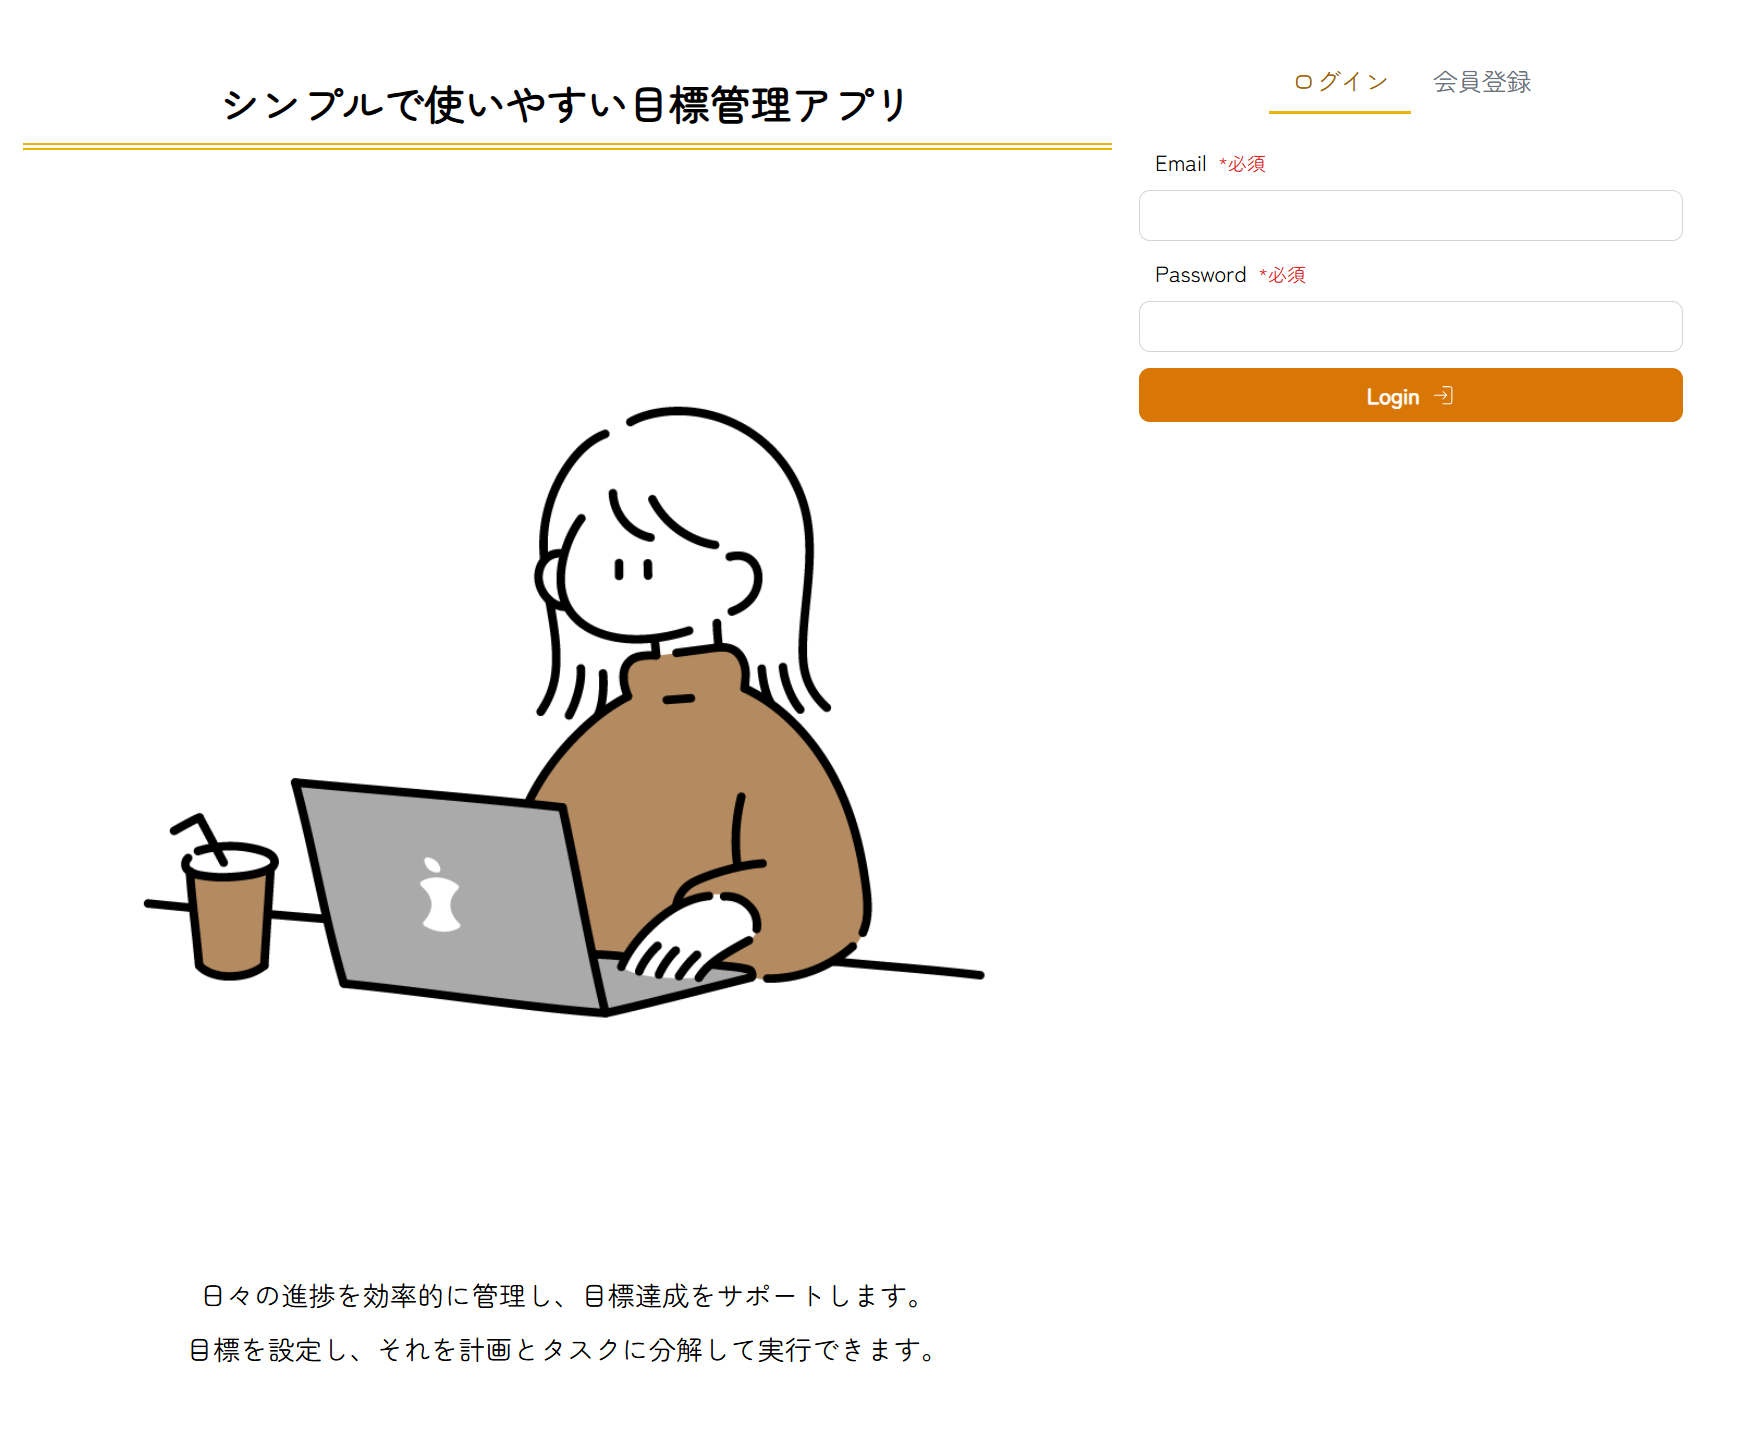 シンプルで使いやすい目標管理アプリ
日々の進捗を効率的に管理し、目標達成をサポートします。
目標を設定し、それを計画とタスクに分解して実行できます。
ログイン 会員登録
Email *必須
Password *必須
Login